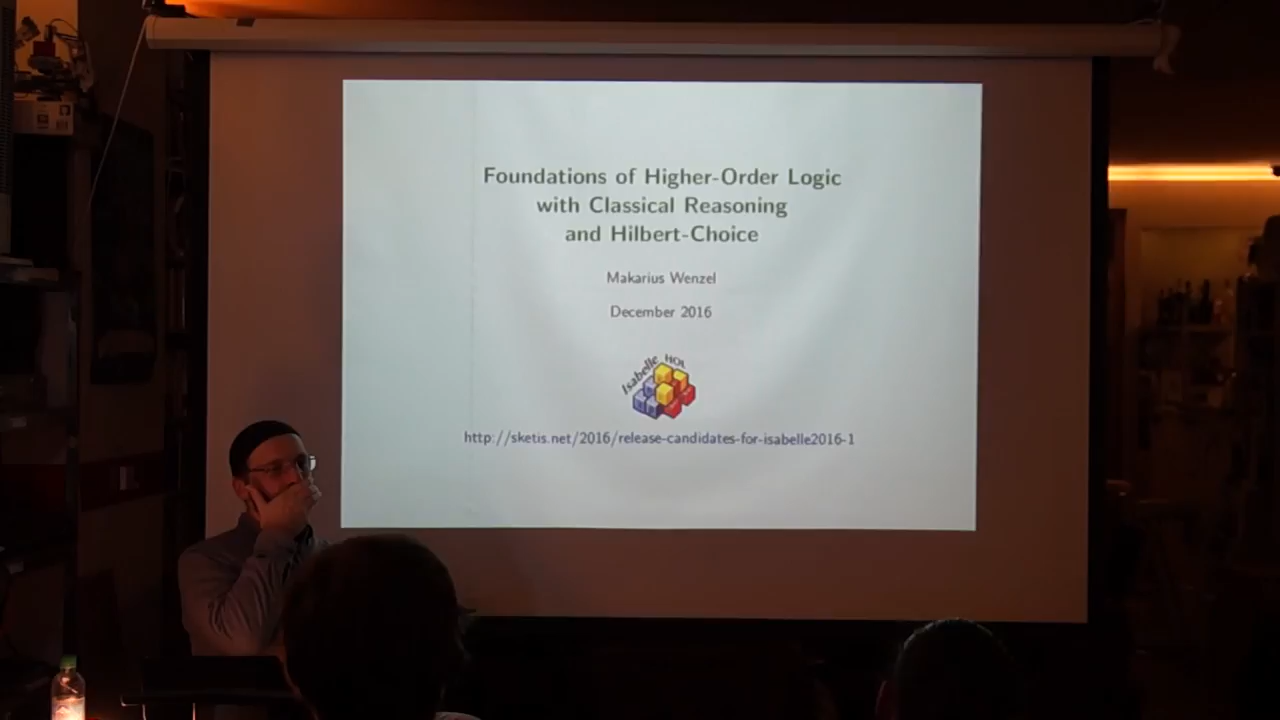 Foundations of Higher-Order Logic
with Classical Reasoning
and Hilbert-Choice
Makarius Wenzel
December 2016
Isabelle HOL
http://sketis.net/2016/release-candidates-for-isabelle2016-1